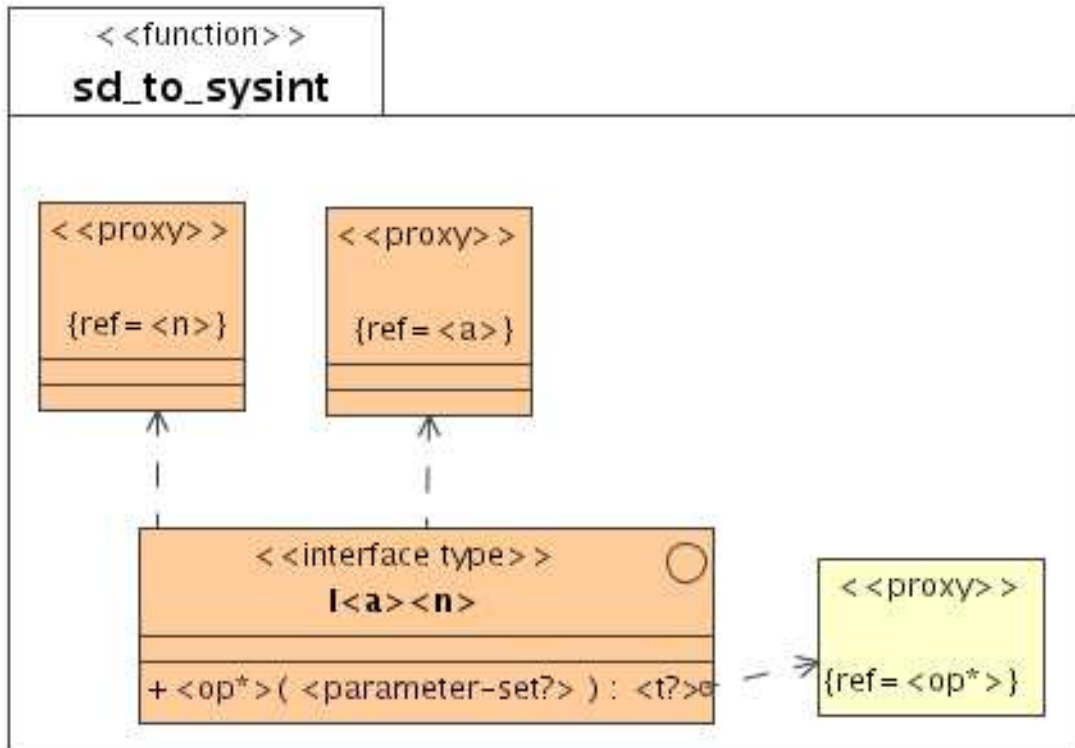 <<function>>
sd_to_sysint
<<proxy>>
{ref=<n>}
<<proxy>>
{ref=<a>}
<<interface type>>
I<a><n>
+ <op*>( <parameter-set?> ) : <t?>
<<proxy>>
{ref=<op*>}